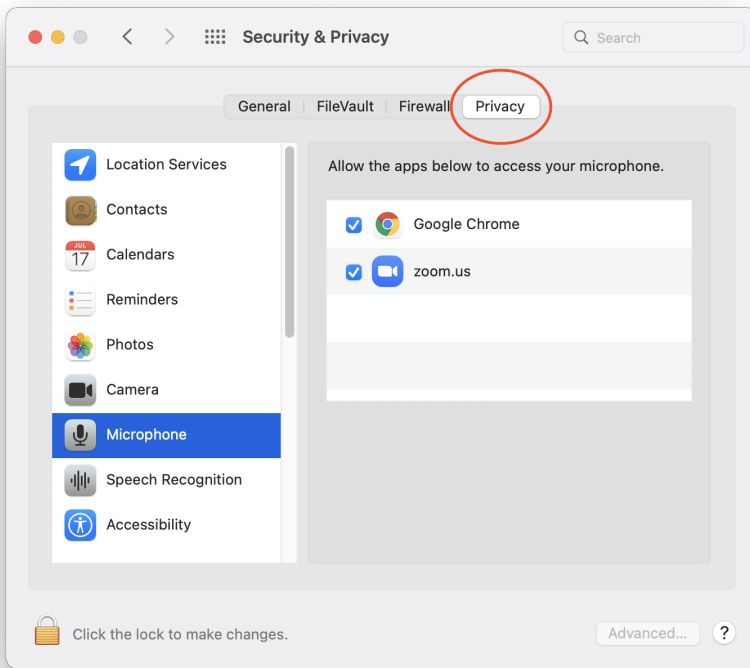 Security & Privacy
Search
General
FileVault
Firewall
Privacy
Location Services
Contacts
JUL
17
Calendars
Reminders
Photos
Camera
Microphone
Speech Recognition
Accessibility
Allow the apps below to access your microphone.
Google Chrome
zoom.us
Click the lock to make changes.
Advanced...
?